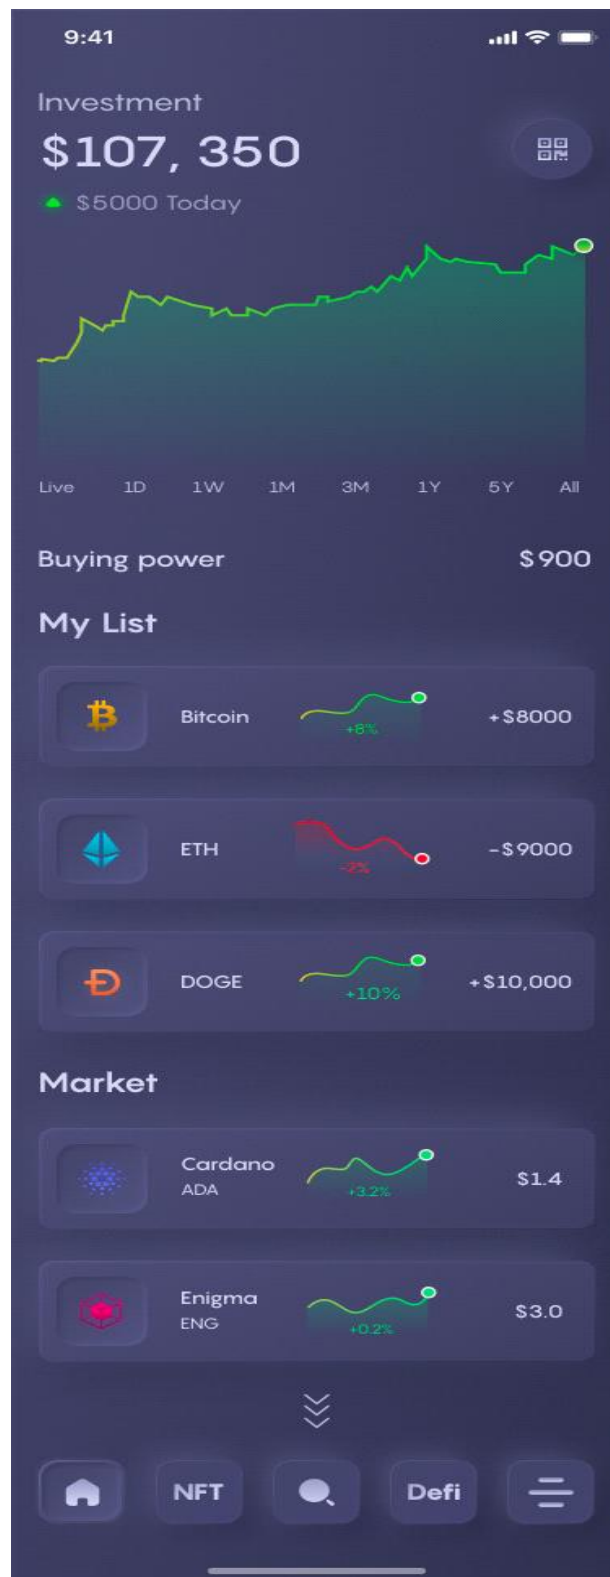 9:41
Investment
$107, 350
$5000 Today
Live 1D 1W 1M 3M 1Y 5Y All
Buying power $900
My List
Bitcoin +8% +$8000
ETH -2% -$9000
DOGE +10% +$10,000
Market
Cardano
ADA +3.2% $1.4
Enigma
ENG +0.2% $3.0
NFT Defi